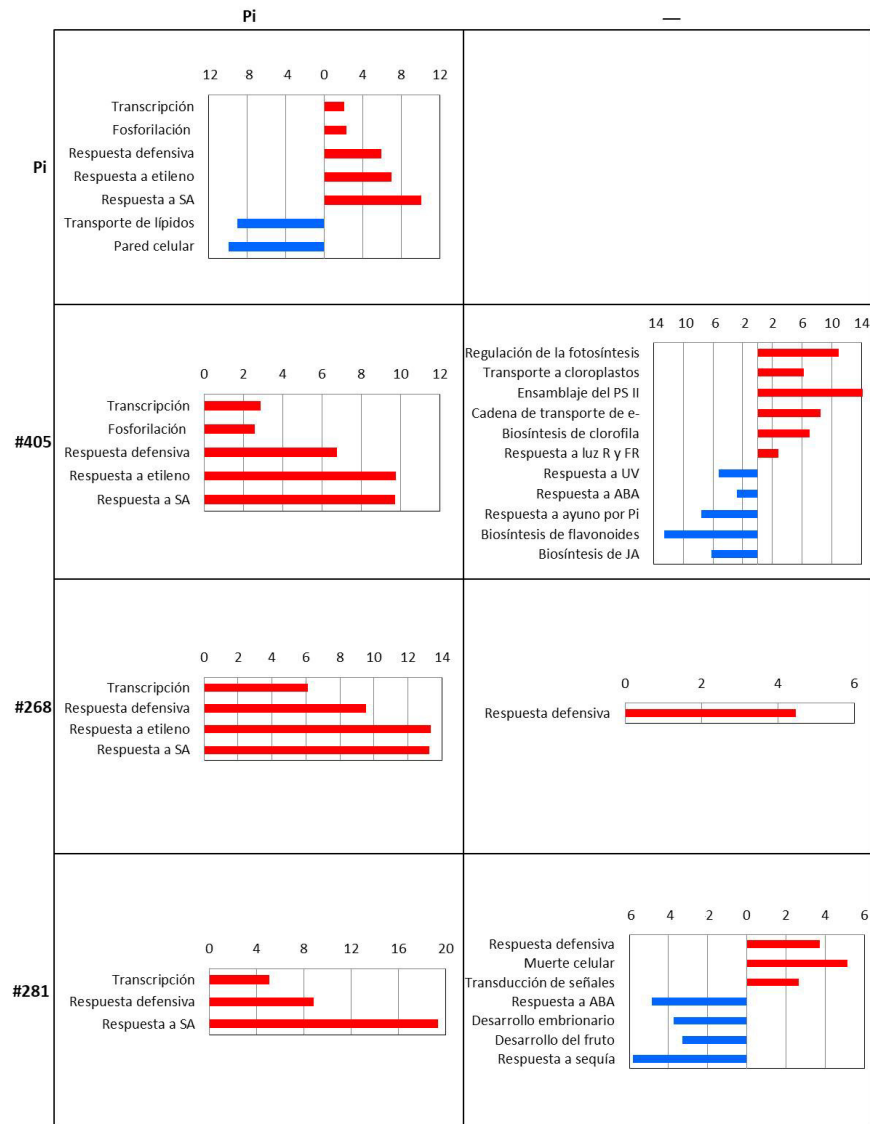 Pi —
Pi
12 8 4 0 4 8 12
Transcripción
Fosforilación
Respuesta defensiva
Respuesta a etileno
Respuesta a SA
Transporte de lípidos
Pared celular
#405
0 2 4 6 8 10 12
Transcripción
Fosforilación
Respuesta defensiva
Respuesta a etileno
Respuesta a SA
14 10 6 2 2 6 10 14
Regulación de la fotosíntesis
Transporte a cloroplastos
Ensamblaje del PS II
Cadena de transporte de e-
Biosíntesis de clorofila
Respuesta a luz R y FR
Respuesta a UV
Respuesta a ABA
Respuesta a ayuno por Pi
Biosíntesis de flavonoides
Biosíntesis de JA
#268
0 2 4 6 8 10 12 14
Transcripción
Respuesta defensiva
Respuesta a etileno
Respuesta a SA
0 2 4 6
Respuesta defensiva
#281
0 4 8 12 16 20
Transcripción
Respuesta defensiva
Respuesta a SA
6 4 2 0 2 4 6
Respuesta defensiva
Muerte celular
Transducción de señales
Respuesta a ABA
Desarrollo embrionario
Desarrollo del fruto
Respuesta a sequía